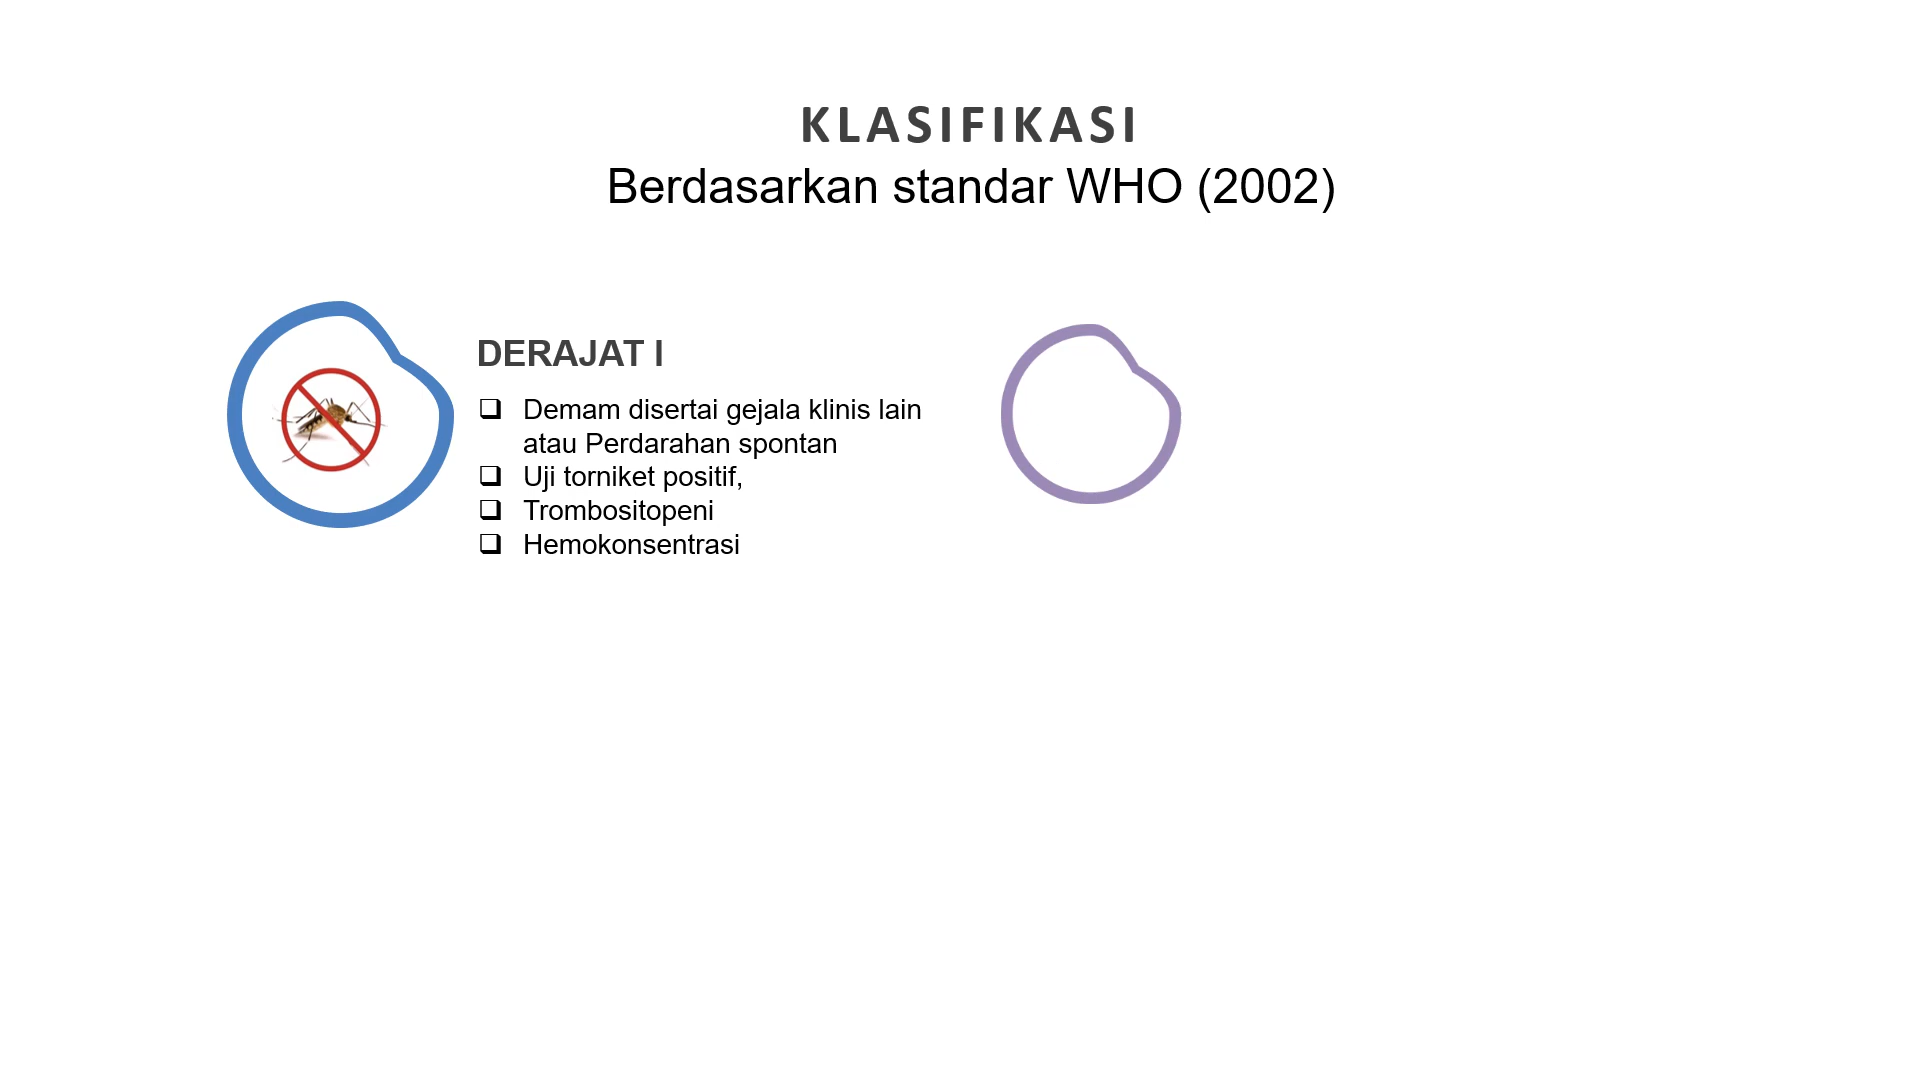 KLASIFIKASI
Berdasarkan standar WHO (2002)
DERAJAT I
❑ Demam disertai gejala klinis lain
atau Perdarahan spontan
❑ Uji torniket positif,
❑ Trombositopeni
❑ Hemokonsentrasi